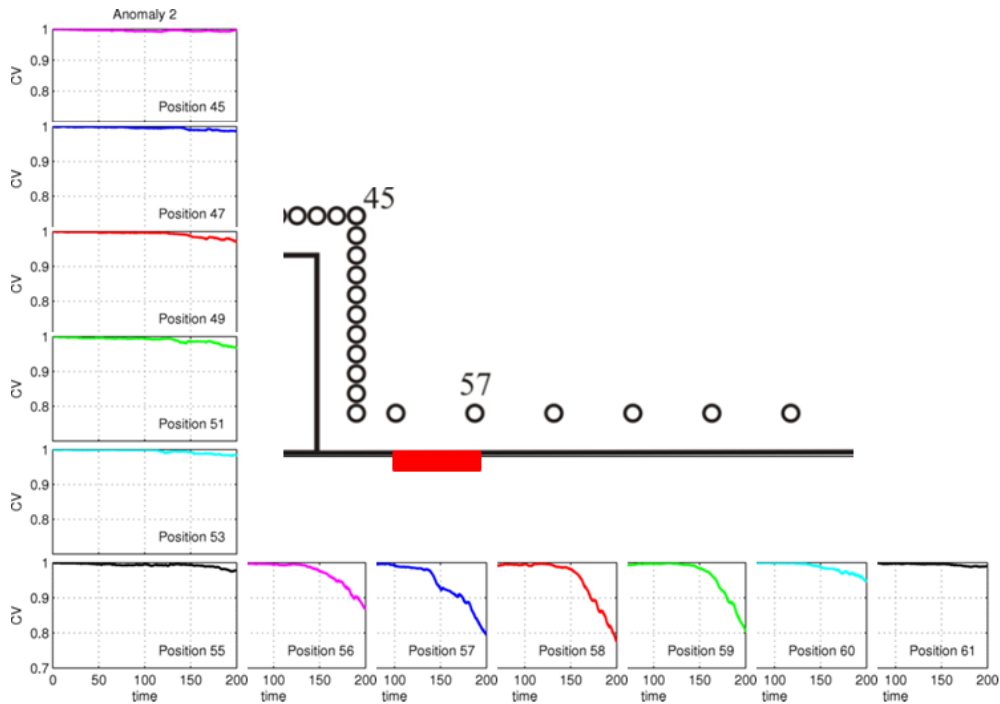 Anomaly 2
1
0.9
0.8
CV
Position 45
1
0.9
0.8
CV
Position 47
1
0.9
0.8
CV
Position 49
1
0.9
0.8
CV
Position 51
1
0.9
0.8
CV
Position 53
45
57
1
0.9
0.8
0.7
CV
Position 55
0 50 100 150 200
time
Position 56
100 150 200
time
Position 57
100 150 200
time
Position 58
100 150 200
time
Position 59
100 150 200
time
Position 60
100 150 200
time
Position 61
100 150 200
time